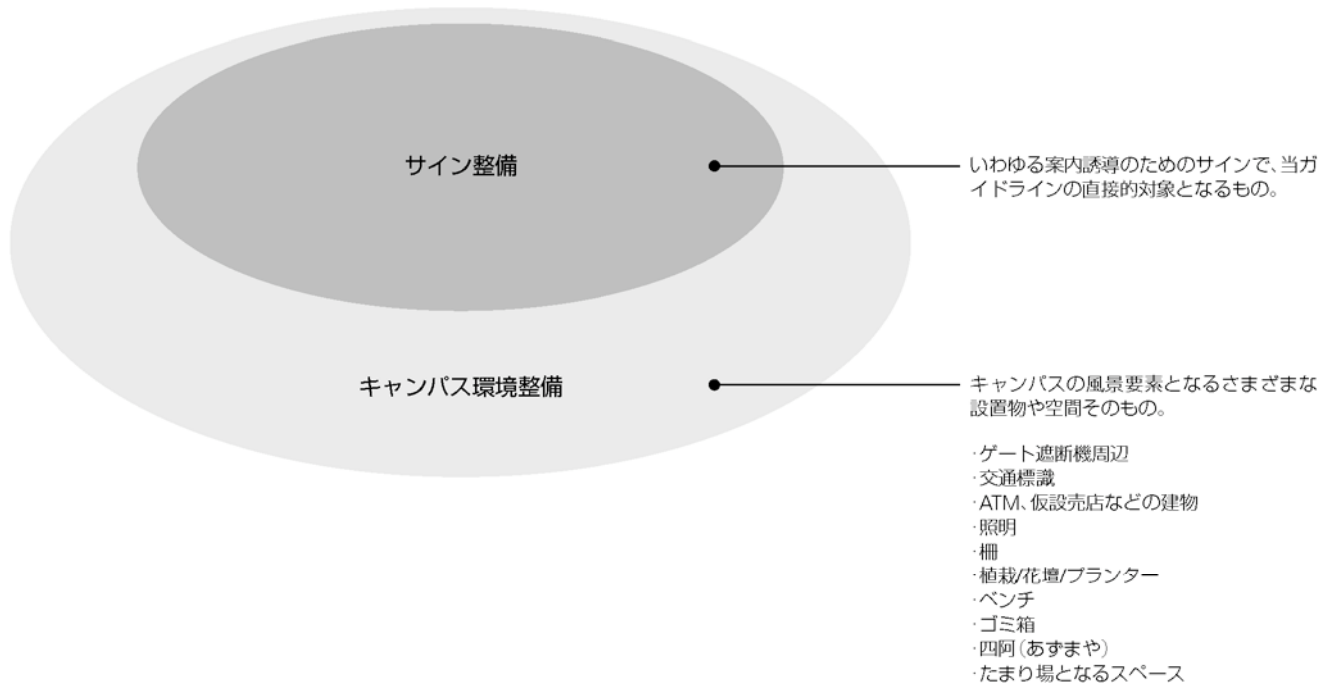 サイン整備
いわゆる案内誘導のためのサインで、当ガ
イドラインの直接的対象となるもの。
キャンパス環境整備
キャンパスの風景要素となるさまざまな
設置物や空間そのもの。
·ゲート遮断機周辺
·交通標識
·ATM、仮設売店などの建物
·照明
·柵
·植栽/花壇/プランター
·ベンチ
·ゴミ箱
·四阿(あずまや)
·たまり場となるスペース